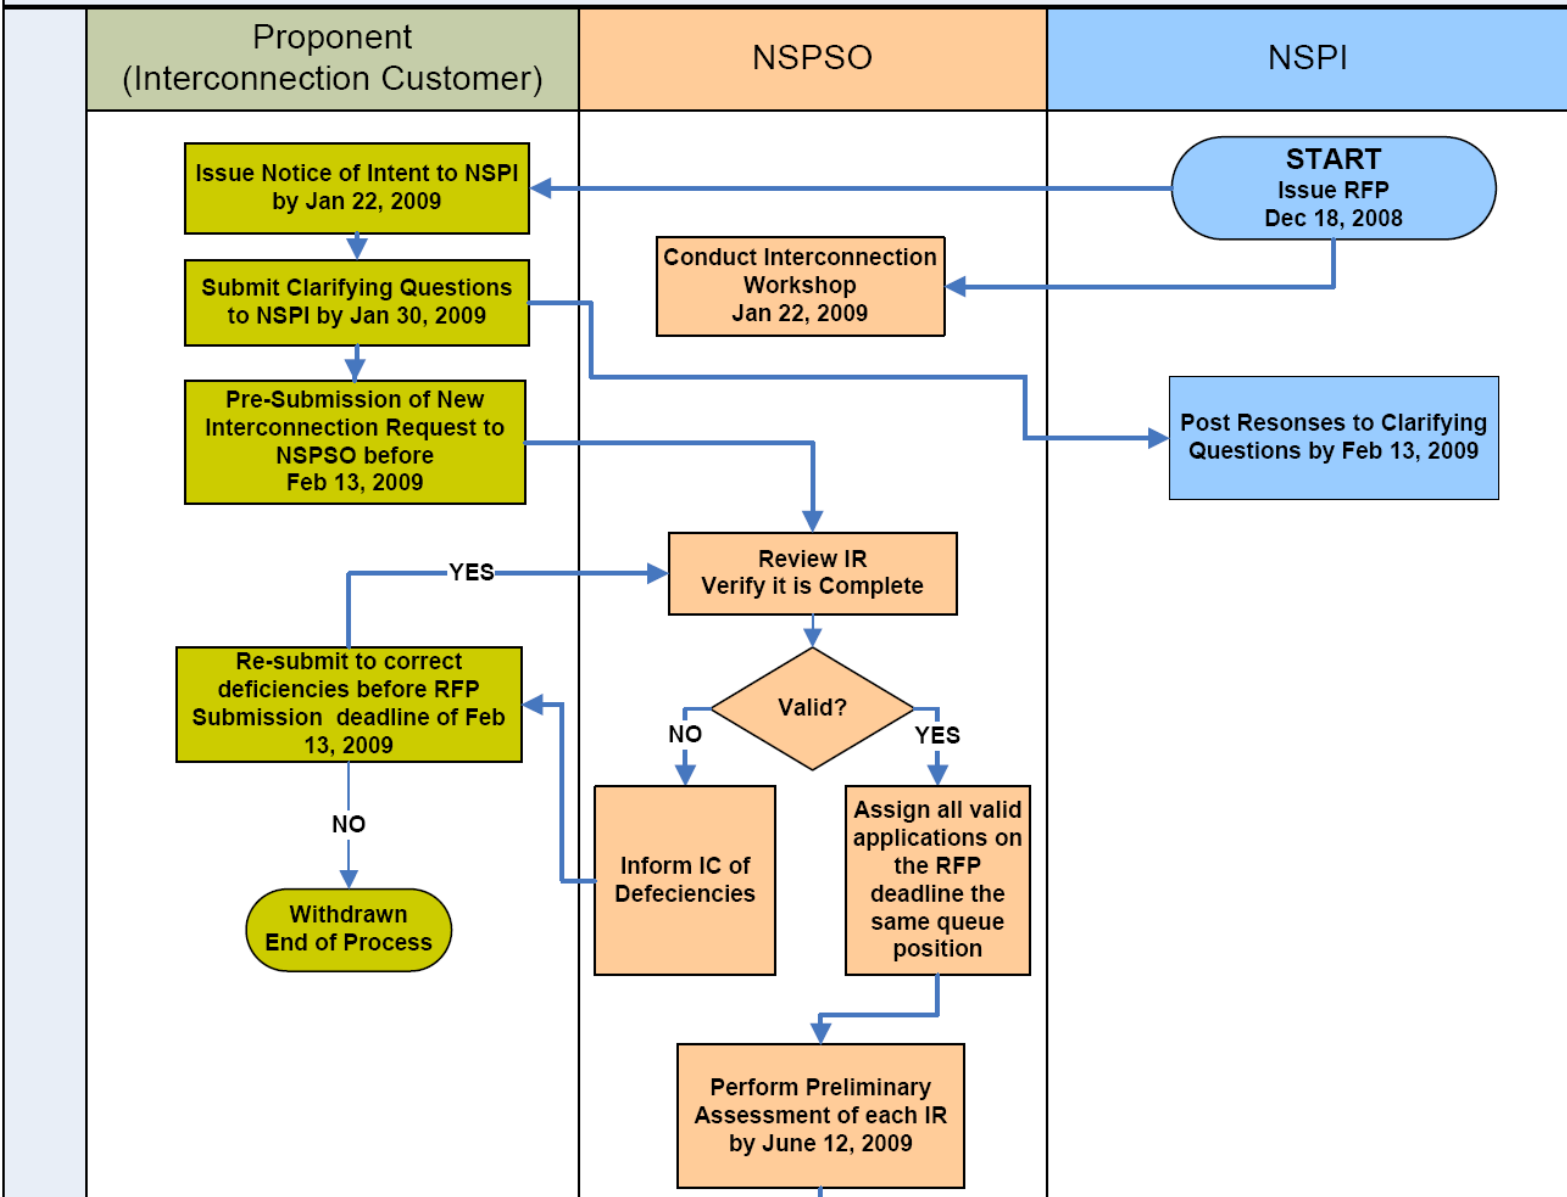 Proponent
(Interconnection Customer)
NSPSO
NSPI
Issue Notice of Intent to NSPI
by Jan 22, 2009
START
Issue RFP
Dec 18, 2008
Conduct Interconnection
Workshop
Jan 22, 2009
Submit Clarifying Questions
to NSPI by Jan 30, 2009
Pre-Submission of New
Interconnection Request to
NSPSO before
Feb 13, 2009
Post Resonses to Clarifying
Questions by Feb 13, 2009
Review IR
Verify it is Complete
YES
Re-submit to correct
deficiencies before RFP
Submission deadline of Feb
13, 2009
Valid?
NO
YES
NO
Inform IC of
Defeciencies
Assign all valid
applications on
the RFP
deadline the
same queue
position
Withdrawn
End of Process
Perform Preliminary
Assessment of each IR
by June 12, 2009